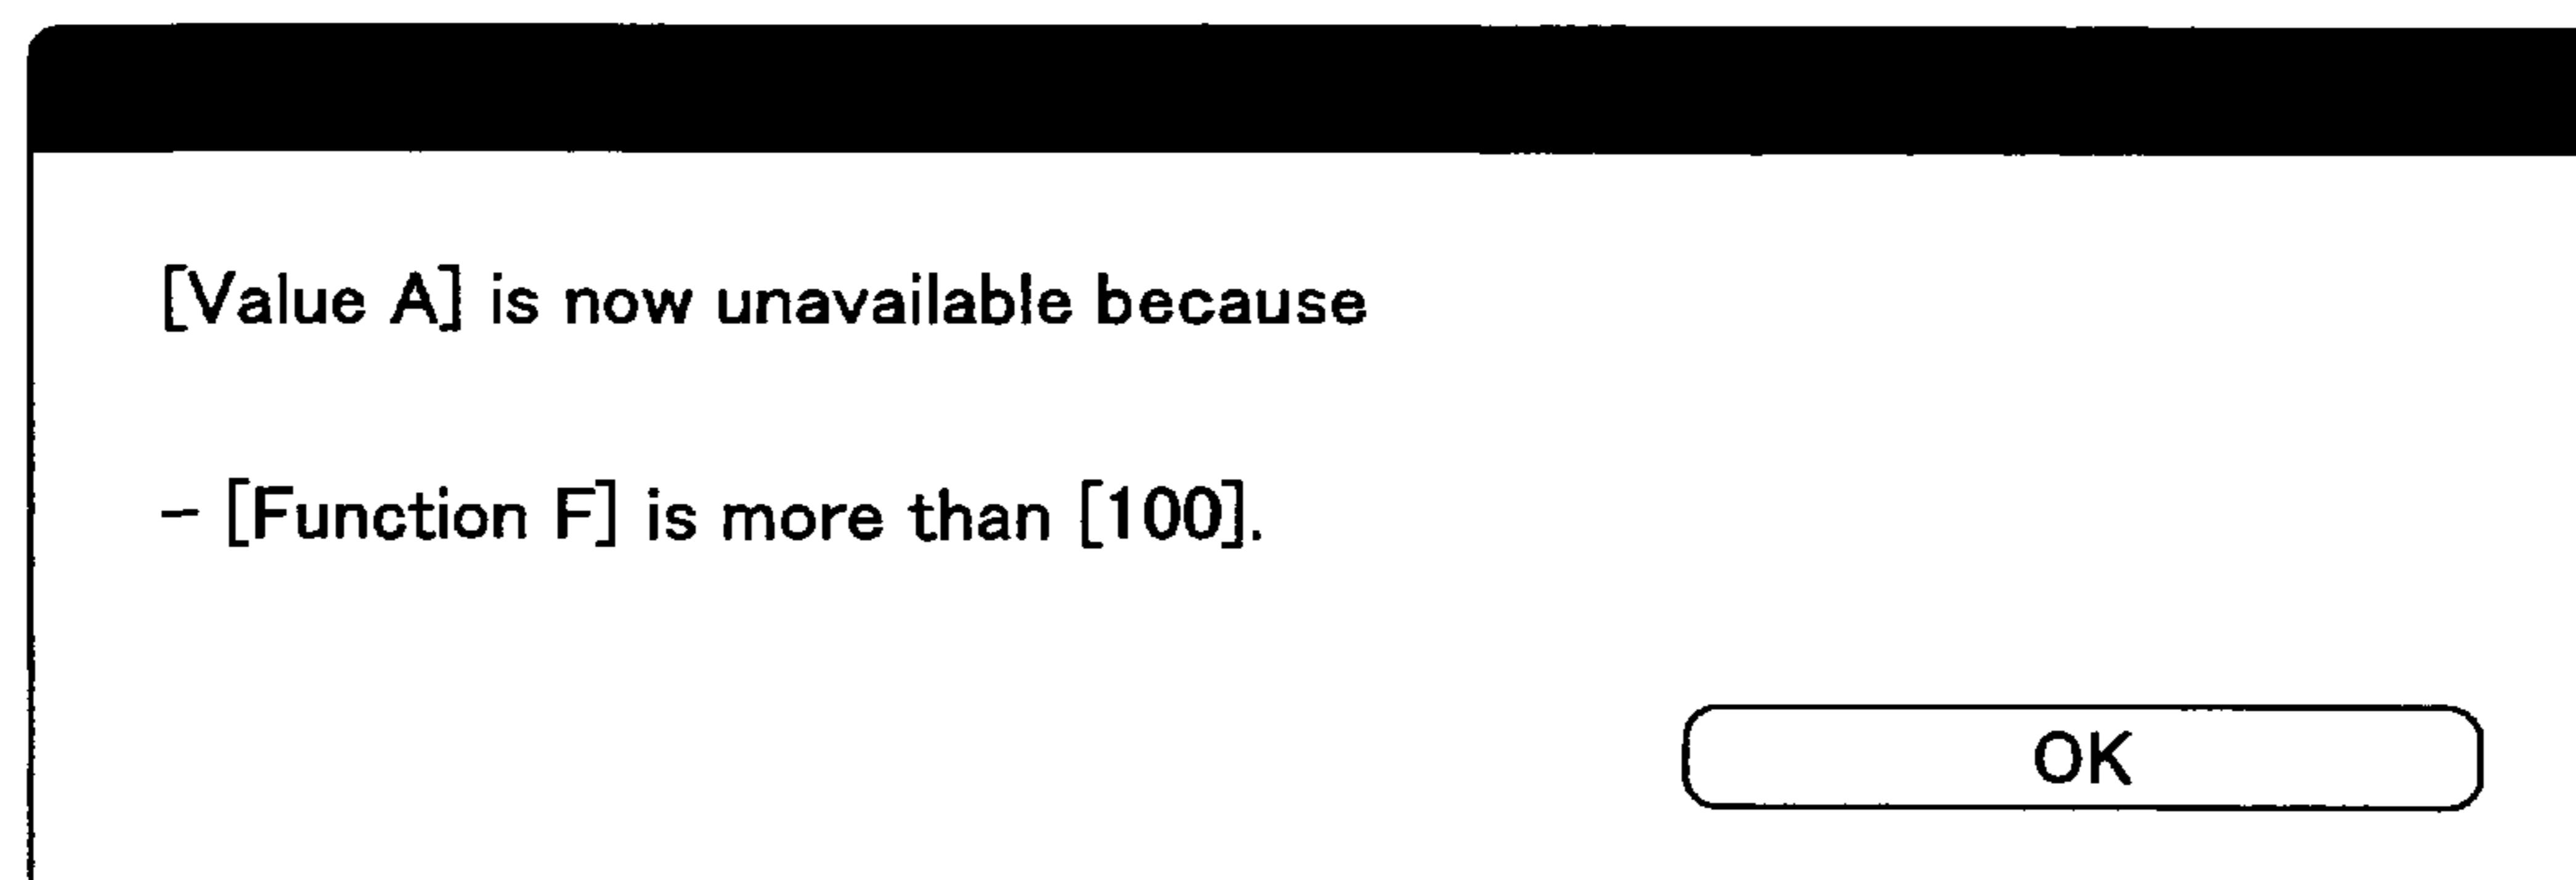 [Value A] is now unavailable because
– [Function F] is more than [100].
OK